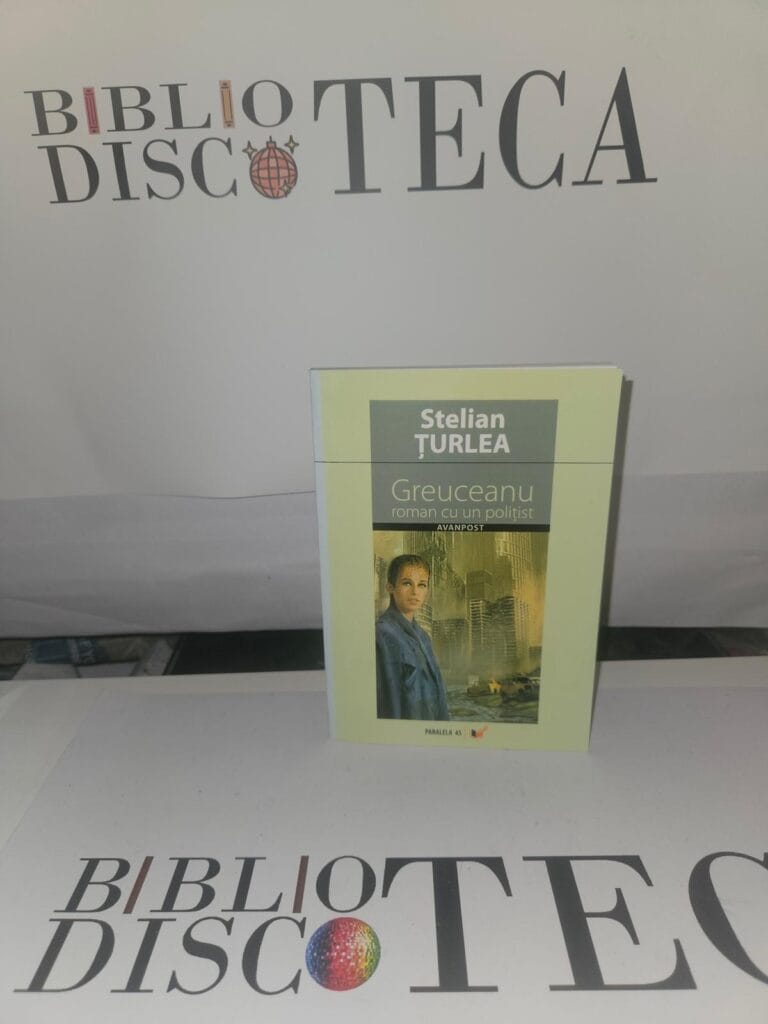 BIBLIO
DISCOTECA
Stelian
ȚURLEA
Greuceanu
roman cu un polițist
AVANPOST
PARALELA 45
BIBLIO
DISCOTEC